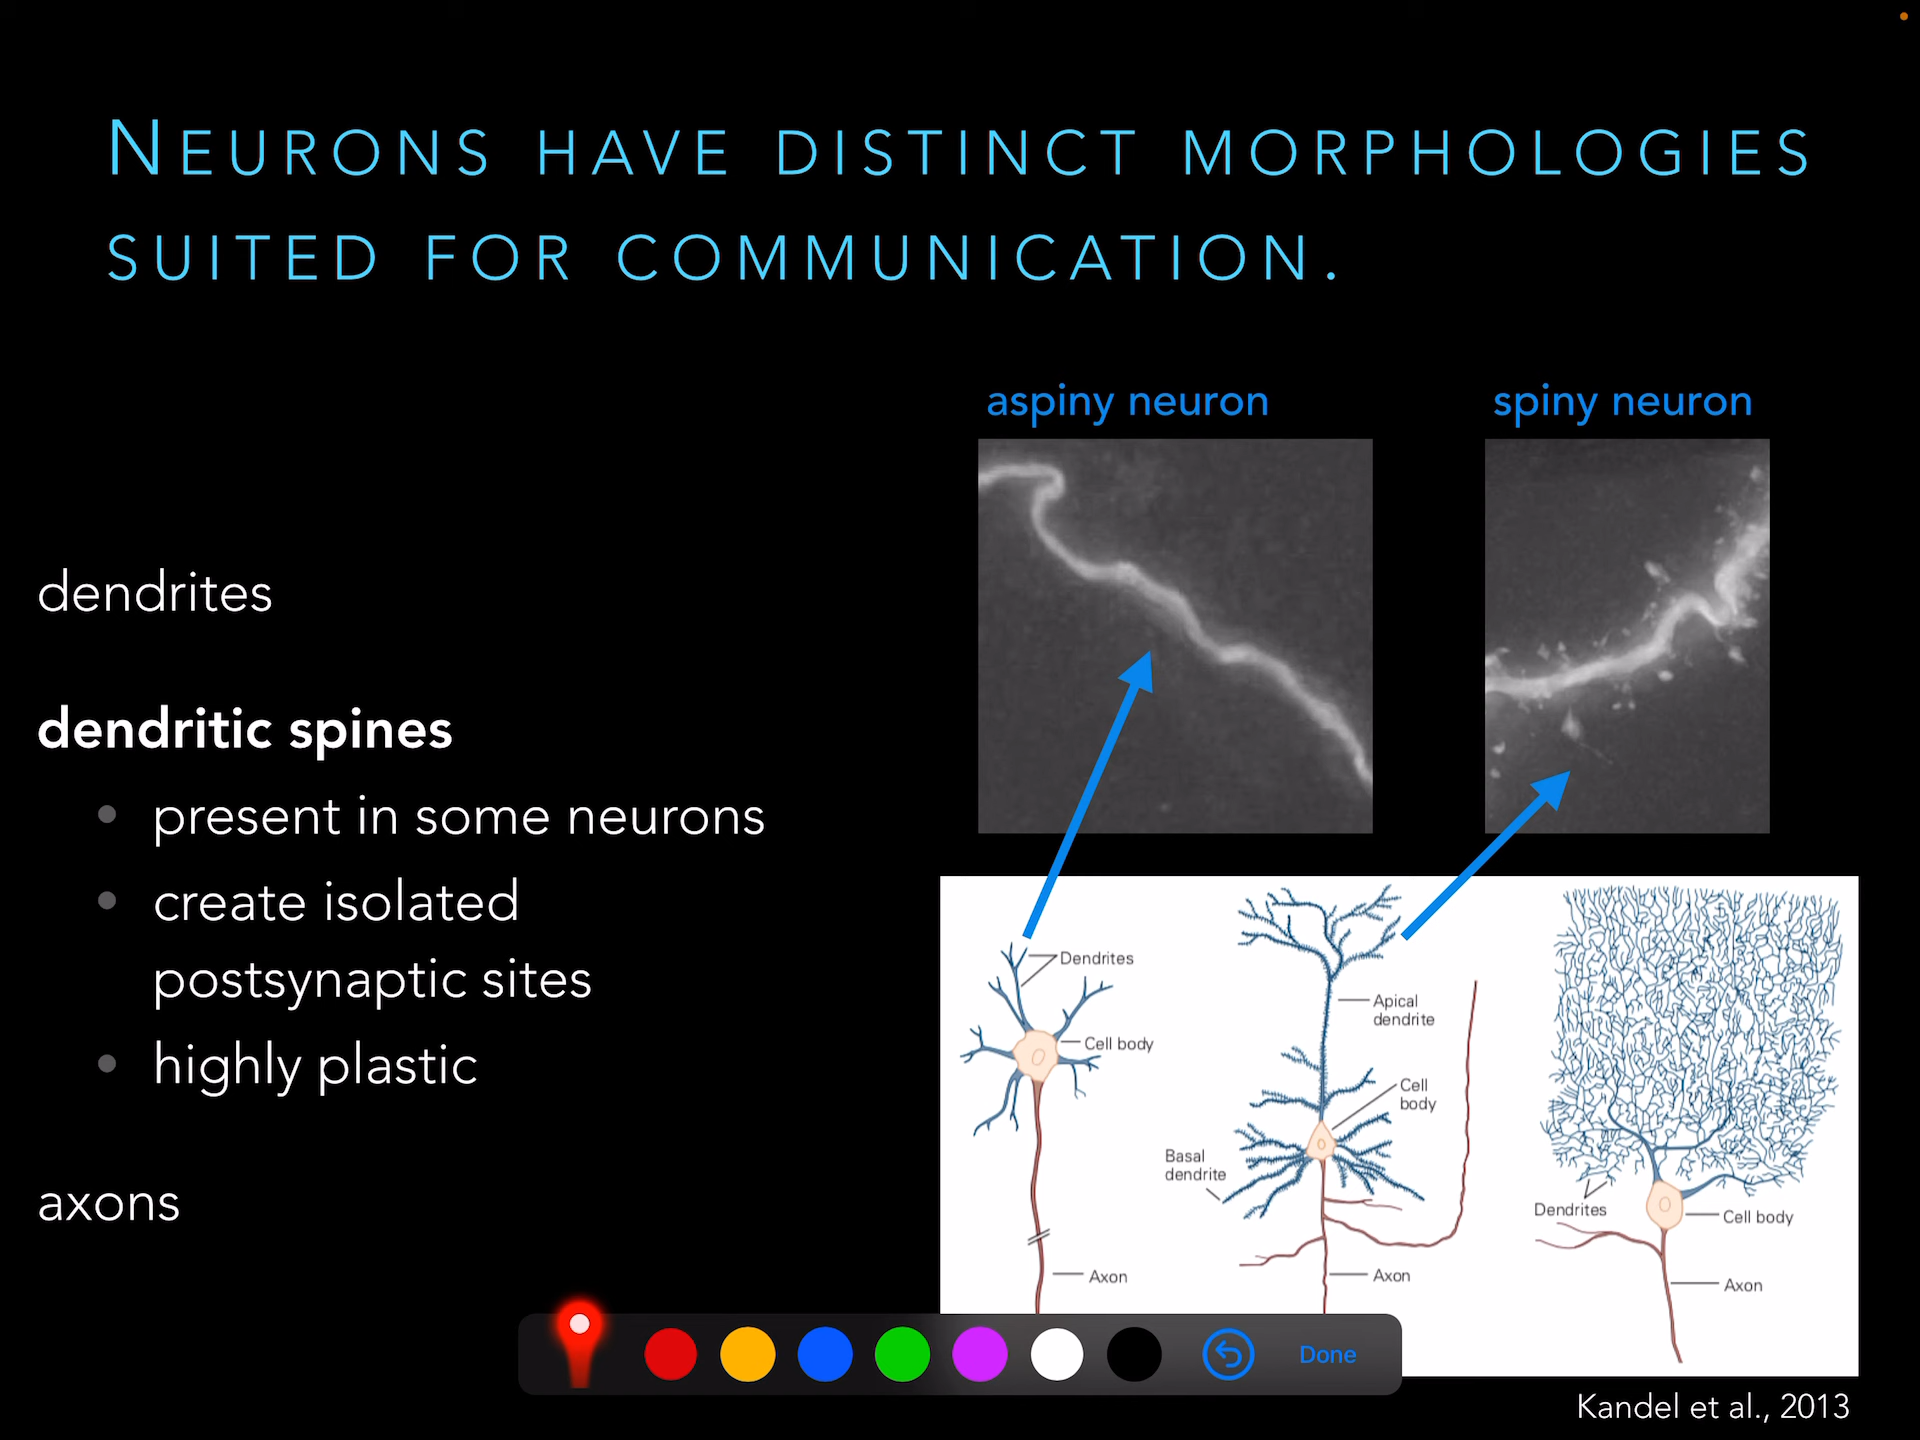 NEURONS HAVE DISTINCT MORPHOLOGIES
SUITED FOR COMMUNICATION.
aspiny neuron
spiny neuron
dendrites
dendritic spines
• present in some neurons
• create isolated
postsynaptic sites
• highly plastic
axons
Dendrites
Cell body
Axon
Apical
dendrite
Cell
body
Basal
dendrite
Axon
Dendrites
Cell body
Axon
Done
Kandel et al., 2013